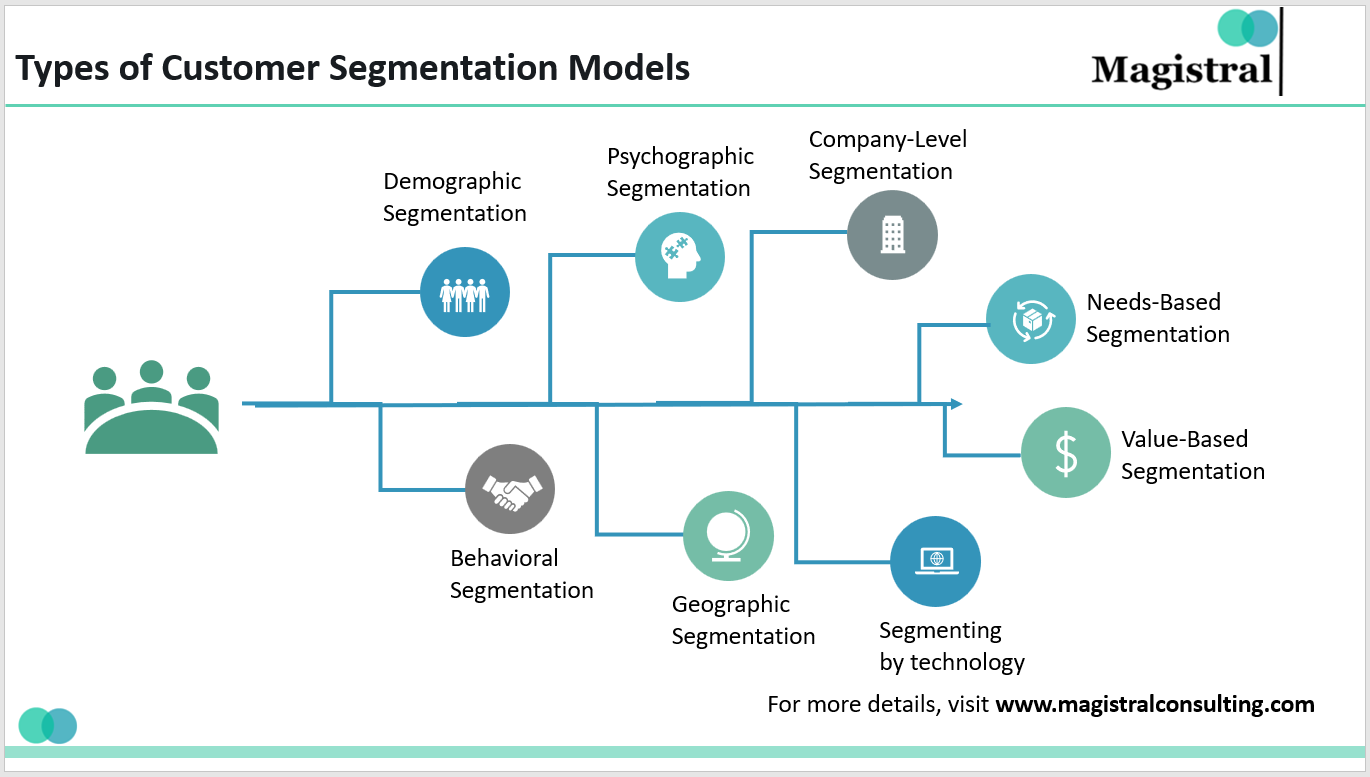 Types of Customer Segmentation Models
Magistral
Demographic
Segmentation
Psychographic
Segmentation
Company-Level
Segmentation
Needs-Based
Segmentation
Value-Based
Segmentation
$
Behavioral
Segmentation
Geographic
Segmentation
Segmenting
by technology
For more details, visit www.magistralconsulting.com